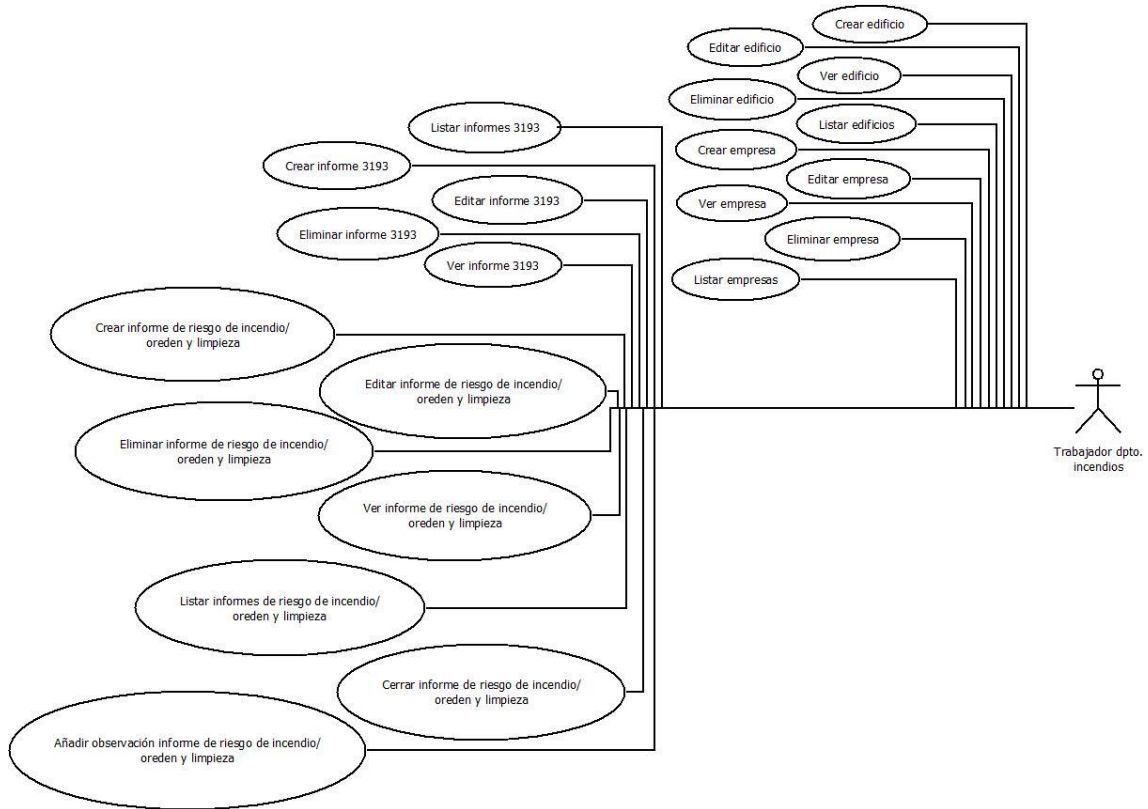 Crear edificio
Editar edificio
Ver edificio
Eliminar edificio
Listar edificios
Crear empresa
Editar empresa
Ver empresa
Eliminar empresa
Listar empresas
Listar informes 3193
Crear informe 3193
Editar informe 3193
Eliminar informe 3193
Ver informe 3193
Crear informe de riesgo de incendio/
oreden y limpieza
Editar informe de riesgo de incendio/
oreden y limpieza
Eliminar informe de riesgo de incendio/
oreden y limpieza
Ver informe de riesgo de incendio/
oreden y limpieza
Listar informes de riesgo de incendio/
oreden y limpieza
Cerrar informe de riesgo de incendio/
oreden y limpieza
Añadir observación informe de riesgo de incendio/
oreden y limpieza
Trabajador dpto.
incendios